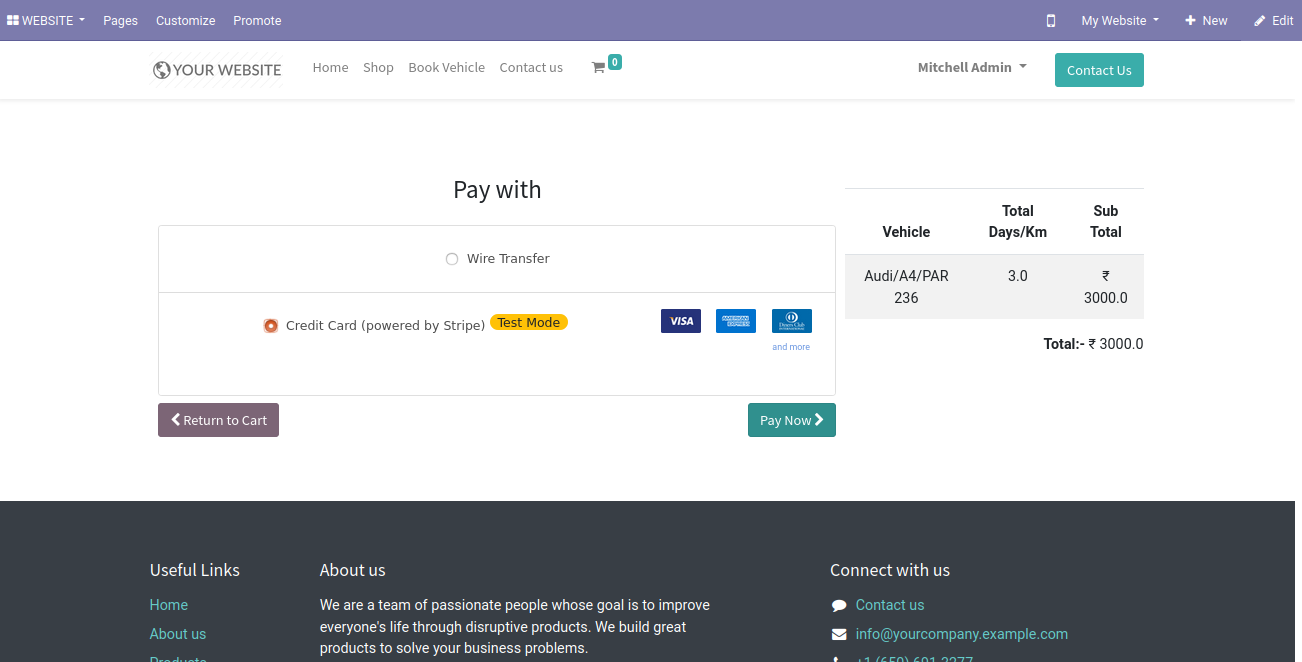 WEBSITE Pages Customize Promote My Website New Edit
YOUR WEBSITE Home Shop Book Vehicle Contact us 0 Mitchell Admin Contact Us
Pay with
Wire Transfer
Credit Card (powered by Stripe) Test Mode VISA AMERICAN EXPRESS Diners Club
and more
Return to Cart Pay Now
Vehicle Total Days/Km Sub Total
Audi/A4/PAR 236 3.0 ₹ 3000.0
Total:- ₹ 3000.0
Useful Links
Home
About us
Products
About us
We are a team of passionate people whose goal is to improve
everyone's life through disruptive products. We build great
products to solve your business problems.
Connect with us
Contact us
info@yourcompany.example.com